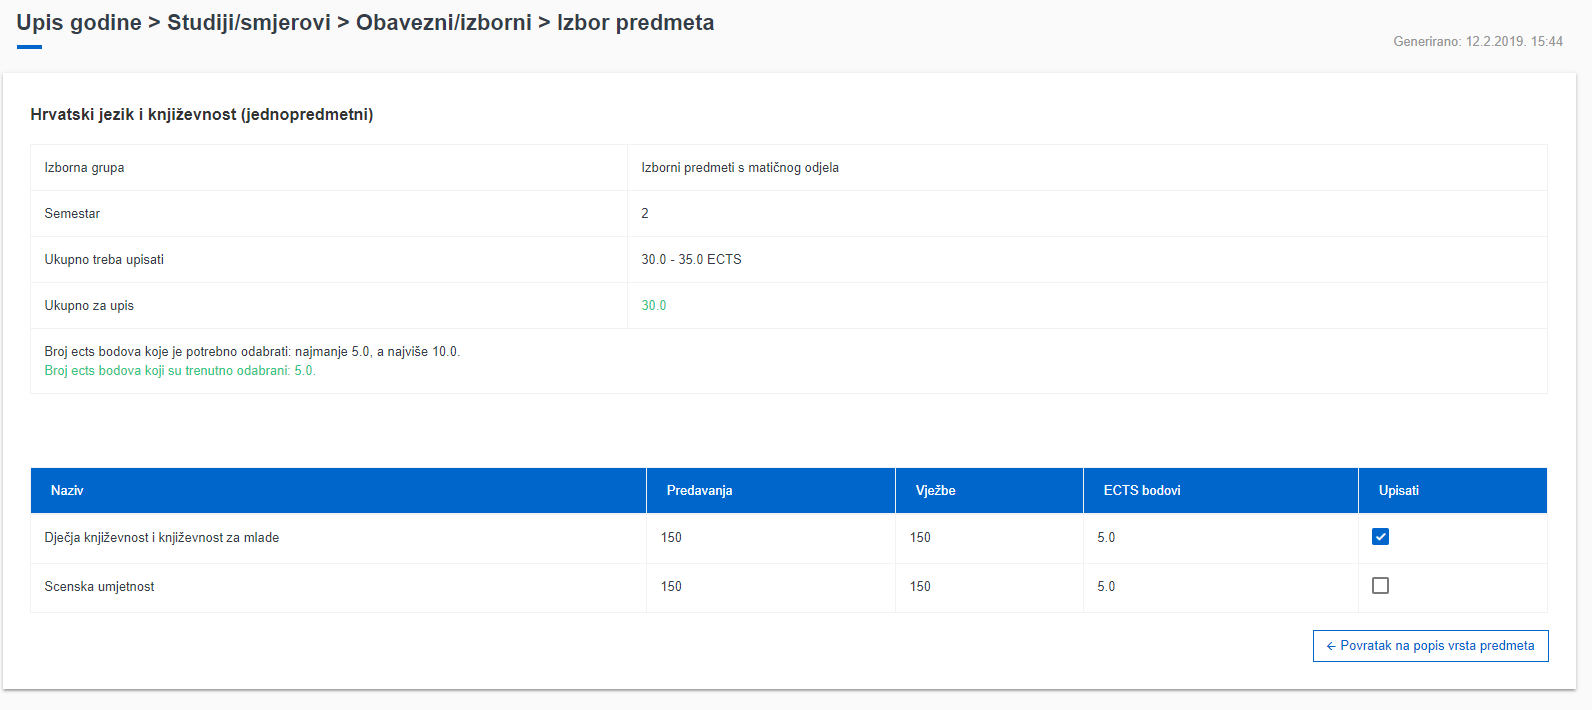 Upis godine > Studiji/smjerovi > Obavezni/izborni > Izbor predmeta
Generirano: 12.2.2019. 15:44
Hrvatski jezik i književnost (jednopredmetni)
Izborna grupa Izborni predmeti s matičnog odjela
Semestar 2
Ukupno treba upisati 30.0 - 35.0 ECTS
Ukupno za upis 30.0
Broj ects bodova koje je potrebno odabrati: najmanje 5.0, a najviše 10.0.
Broj ects bodova koji su trenutno odabrani: 5.0.
Naziv Predavanja Vježbe ECTS bodovi Upisati
Dječja književnost i književnost za mlade 150 150 5.0
Scenska umjetnost 150 150 5.0
← Povratak na popis vrsta predmeta